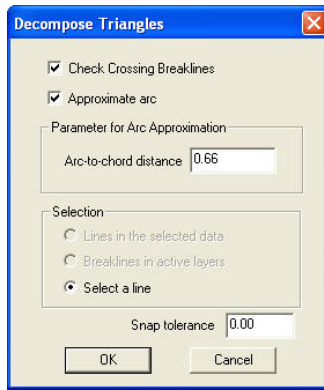 Decompose Triangles
Check Crossing Breaklines
Approximate arc
Parameter for Arc Approximation
Arc-to-chord distance 0.66
Selection
Lines in the selected data
Breaklines in active layers
Select a line
Snap tolerance 0.00
OK Cancel